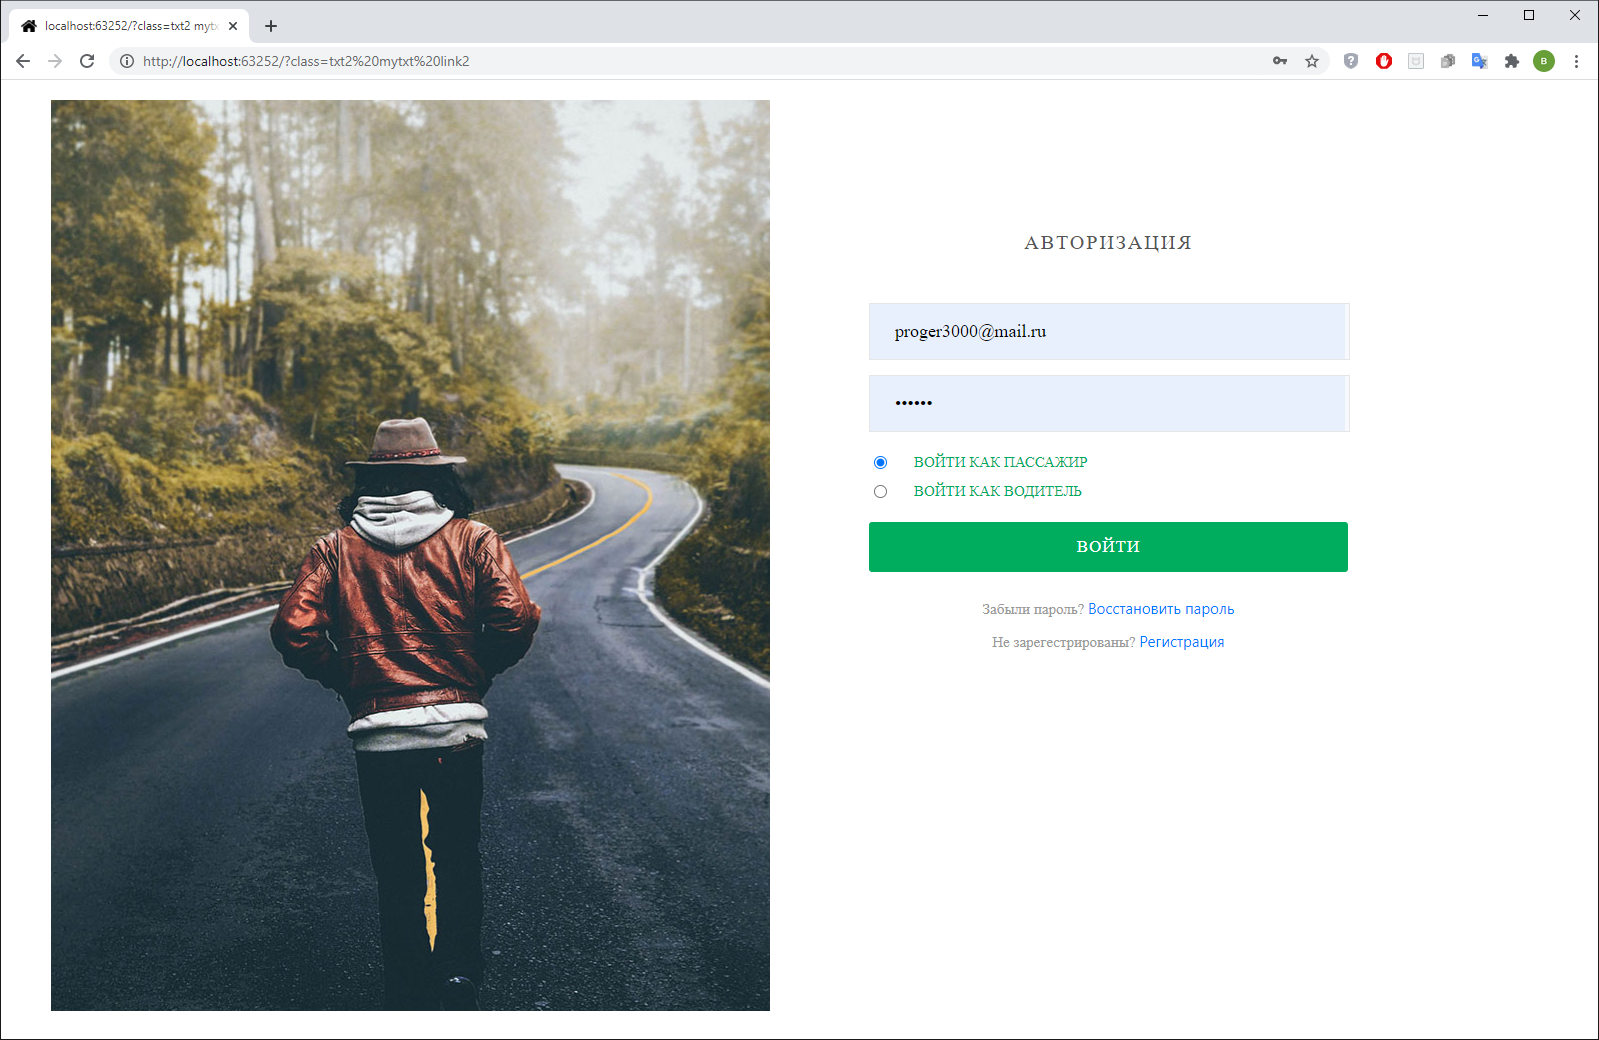 localhost:63252/?class=txt2 mytx
http://localhost:63252/?class=txt2%20mytxt%20link2
B
АВТОРИЗАЦИЯ
proger3000@mail.ru
••••••
ВОЙТИ КАК ПАССАЖИР
ВОЙТИ КАК ВОДИТЕЛЬ
ВОЙТИ
Забыли пароль? Восстановить пароль
Не зарегестрированы? Регистрация